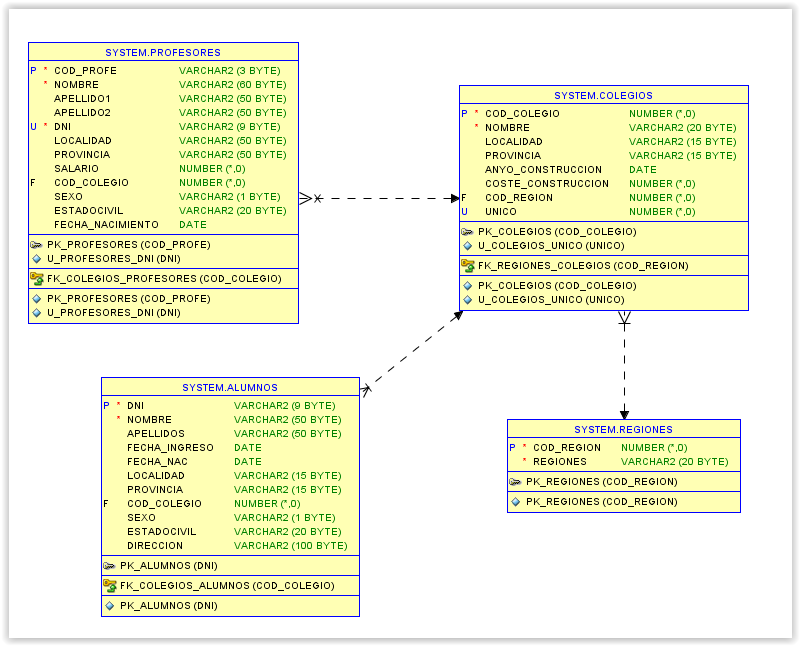 SYSTEM.PROFESORES
P * COD_PROFE VARCHAR2 (3 BYTE)
* NOMBRE VARCHAR2 (60 BYTE)
APELLIDO1 VARCHAR2 (50 BYTE)
APELLIDO2 VARCHAR2 (50 BYTE)
U * DNI VARCHAR2 (9 BYTE)
LOCALIDAD VARCHAR2 (50 BYTE)
PROVINCIA VARCHAR2 (50 BYTE)
SALARIO NUMBER (*,0)
F COD_COLEGIO NUMBER (*,0)
SEXO VARCHAR2 (1 BYTE)
ESTADOCIVIL VARCHAR2 (20 BYTE)
FECHA_NACIMIENTO DATE
PK_PROFESORES (COD_PROFE)
U_PROFESORES_DNI (DNI)
FK_COLEGIOS_PROFESORES (COD_COLEGIO)
PK_PROFESORES (COD_PROFE)
U_PROFESORES_DNI (DNI)
SYSTEM.COLEGIOS
P * COD_COLEGIO NUMBER (*,0)
* NOMBRE VARCHAR2 (20 BYTE)
LOCALIDAD VARCHAR2 (15 BYTE)
PROVINCIA VARCHAR2 (15 BYTE)
ANYO_CONSTRUCCION DATE
COSTE_CONSTRUCCION NUMBER (*,0)
F COD_REGION NUMBER (*,0)
U UNICO NUMBER (*,0)
PK_COLEGIOS (COD_COLEGIO)
U_COLEGIOS_UNICO (UNICO)
FK_REGIONES_COLEGIOS (COD_REGION)
PK_COLEGIOS (COD_COLEGIO)
U_COLEGIOS_UNICO (UNICO)
SYSTEM.ALUMNOS
P * DNI VARCHAR2 (9 BYTE)
* NOMBRE VARCHAR2 (50 BYTE)
APELLIDOS VARCHAR2 (50 BYTE)
FECHA_INGRESO DATE
FECHA_NAC DATE
LOCALIDAD VARCHAR2 (15 BYTE)
PROVINCIA VARCHAR2 (15 BYTE)
F COD_COLEGIO NUMBER (*,0)
SEXO VARCHAR2 (1 BYTE)
ESTADOCIVIL VARCHAR2 (20 BYTE)
DIRECCION VARCHAR2 (100 BYTE)
PK_ALUMNOS (DNI)
FK_COLEGIOS_ALUMNOS (COD_COLEGIO)
PK_ALUMNOS (DNI)
SYSTEM.REGIONES
P * COD_REGION NUMBER (*,0)
* REGIONES VARCHAR2 (20 BYTE)
PK_REGIONES (COD_REGION)
PK_REGIONES (COD_REGION)